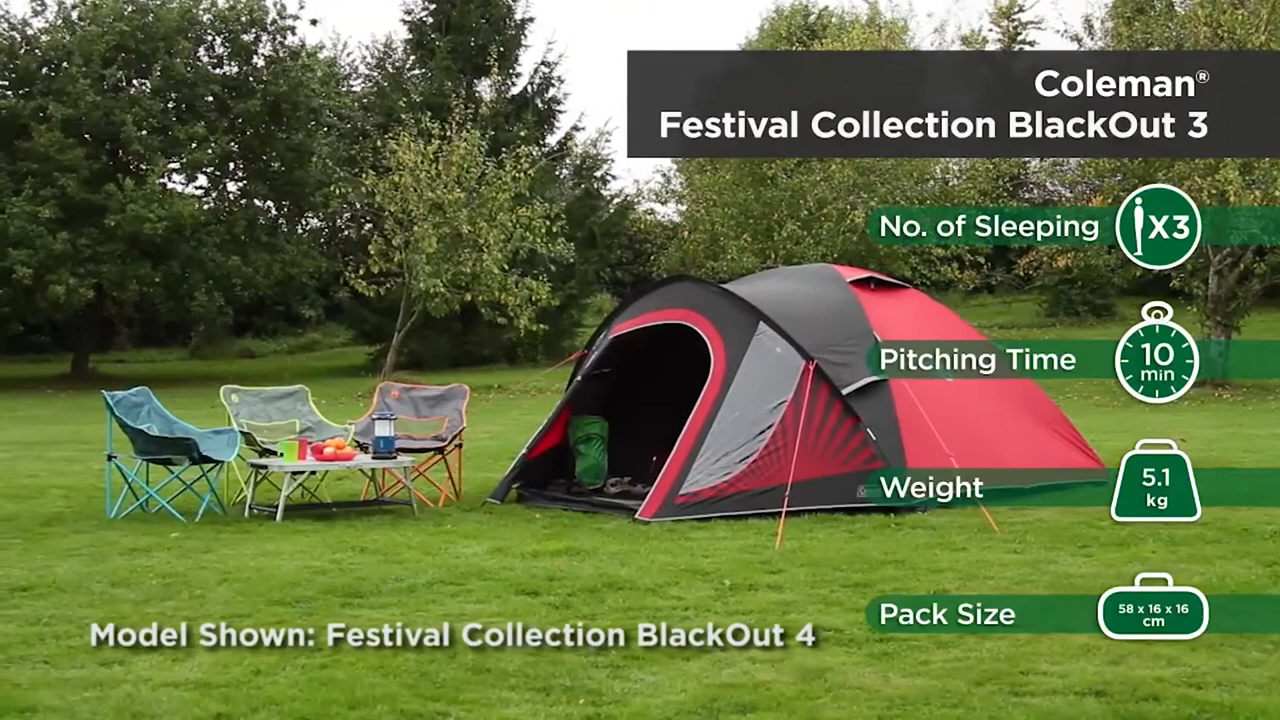 Coleman®
Festival Collection BlackOut 3
No. of Sleeping
X3
Pitching Time
10
min
Weight
5.1
kg
Pack Size
58 x 16 x 16
cm
Model Shown: Festival Collection BlackOut 4